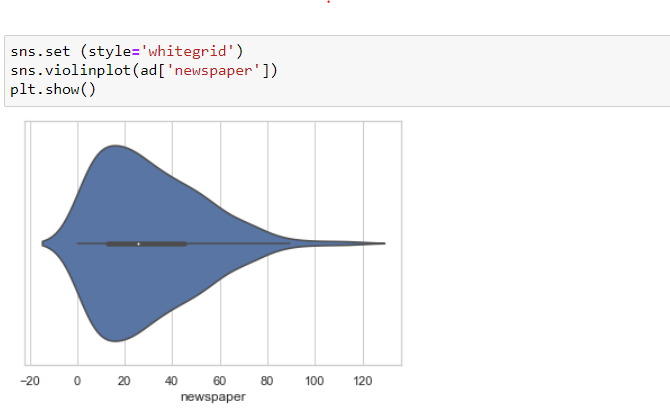 sns.set (style='whitegrid')
sns.violinplot(ad['newspaper'])
plt.show()
−20 0 20 40 60 80 100 120
newspaper